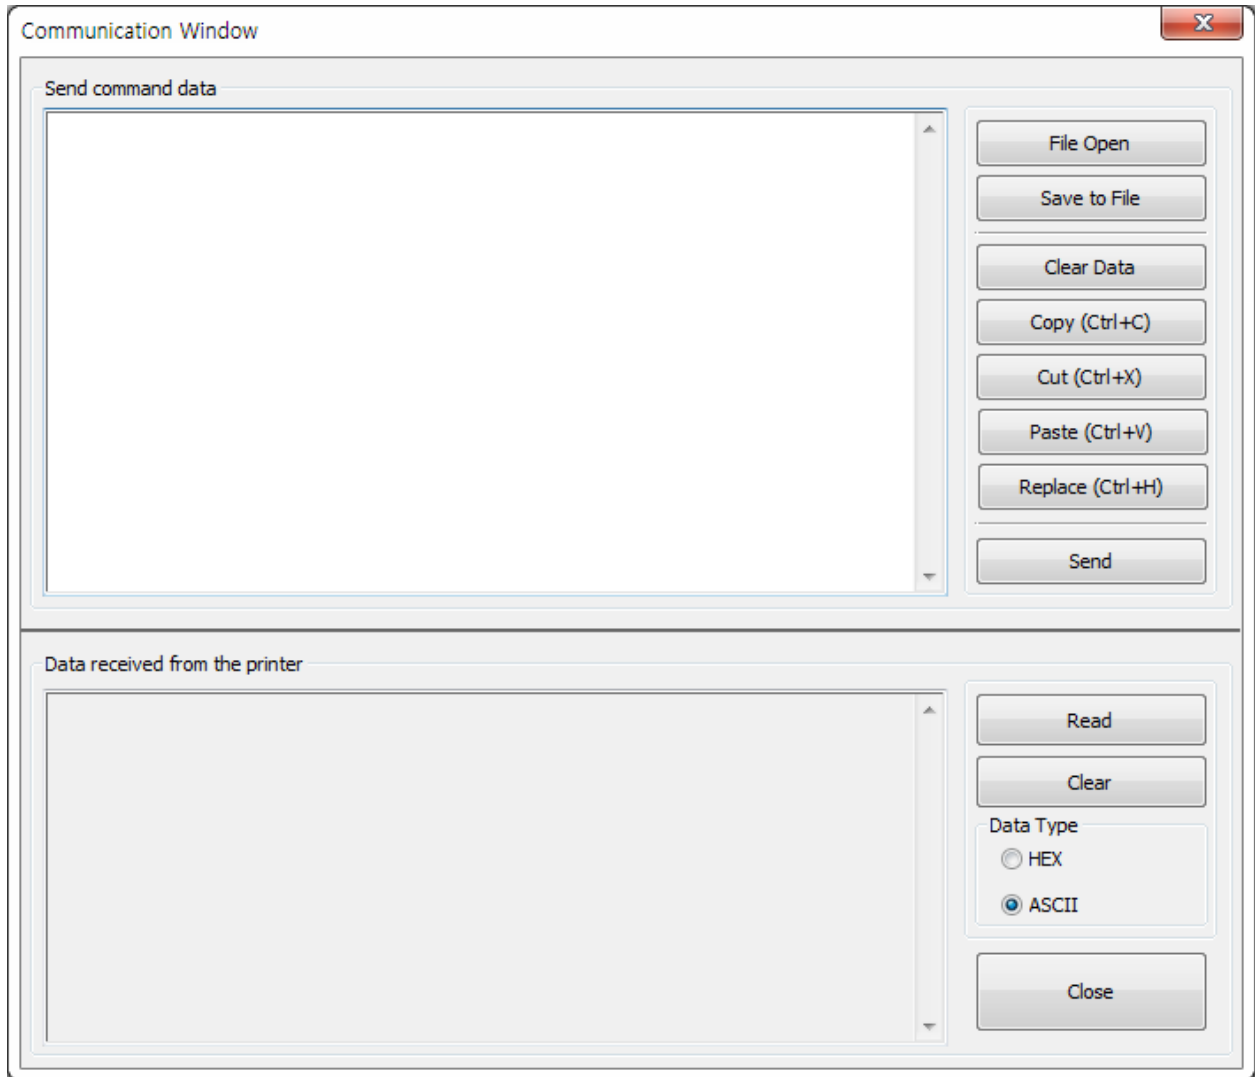 Communication Window
Send command data
File Open
Save to File
Clear Data
Copy (Ctrl+C)
Cut (Ctrl+X)
Paste (Ctrl+V)
Replace (Ctrl+H)
Send
Data received from the printer
Read
Clear
Data Type
HEX
ASCII
Close